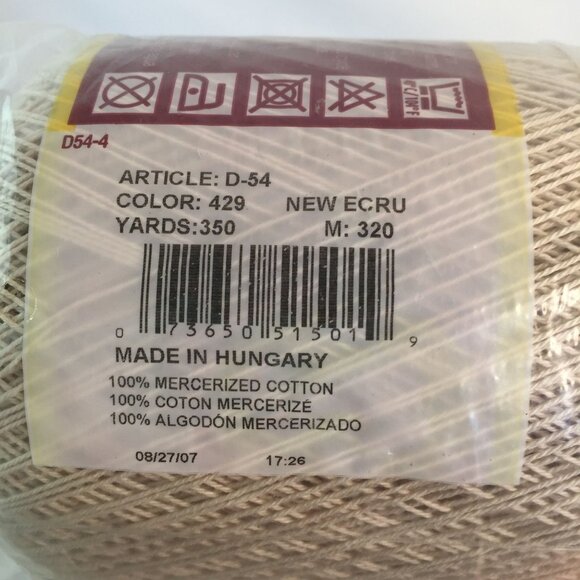 D54-4
ARTICLE: D-54
COLOR: 429 NEW ECRU
YARDS:350 M: 320
0 73650 51501 9
MADE IN HUNGARY
100% MERCERIZED COTTON
100% COTON MERCERIZÉ
100% ALGODÓN MERCERIZADO
08/27/07 17:26